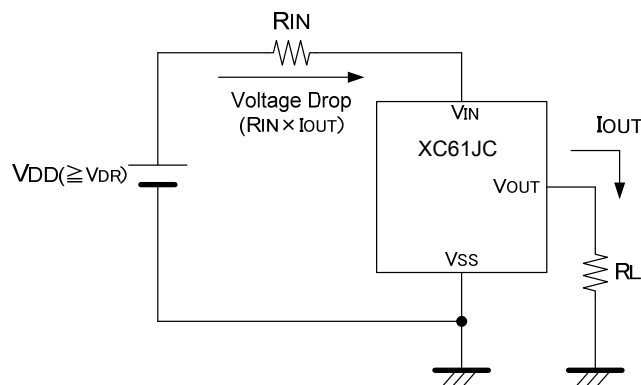 RIN
Voltage Drop
(RIN×IOUT)
VIN
IOUT
XC61JC
VDD(≧VDR)
VOUT
VSS
RL